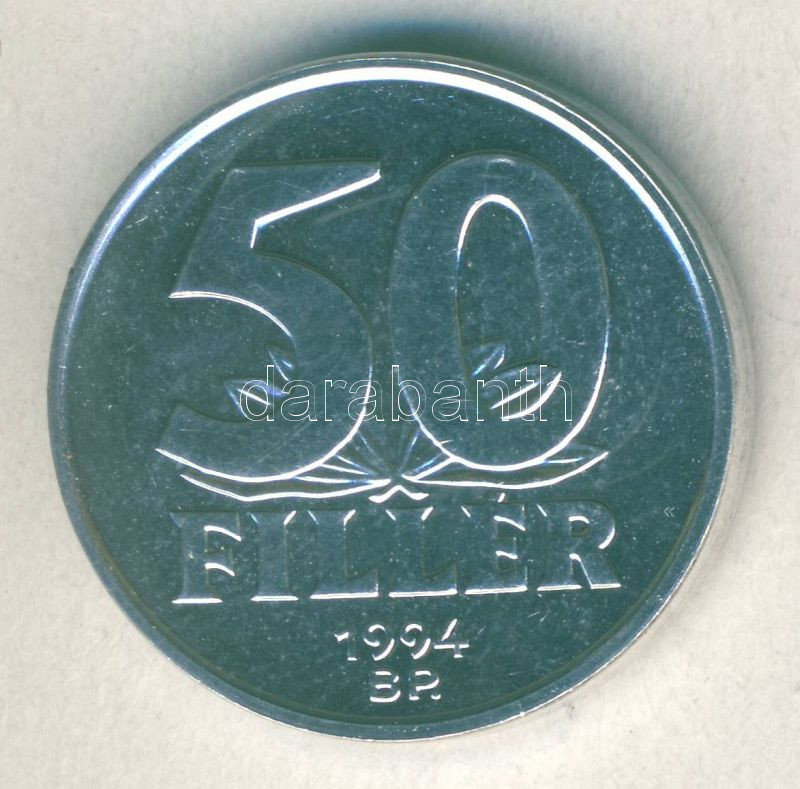 50
darabanth
FILLÉR
1994
BP.